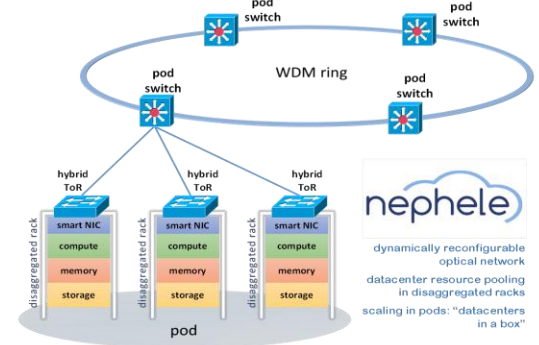 pod
switch
pod
switch
WDM ring
pod
switch
pod
switch
hybrid
ToR
hybrid
ToR
hybrid
ToR
disaggregated rack
smart NIC
compute
memory
storage
disaggregated rack
smart NIC
compute
memory
storage
disaggregated rack
smart NIC
compute
memory
storage
pod
nephele
dynamically reconfigurable
optical network
datacenter resource pooling
in disaggregated racks
scaling in pods: “datacenters
in a box”